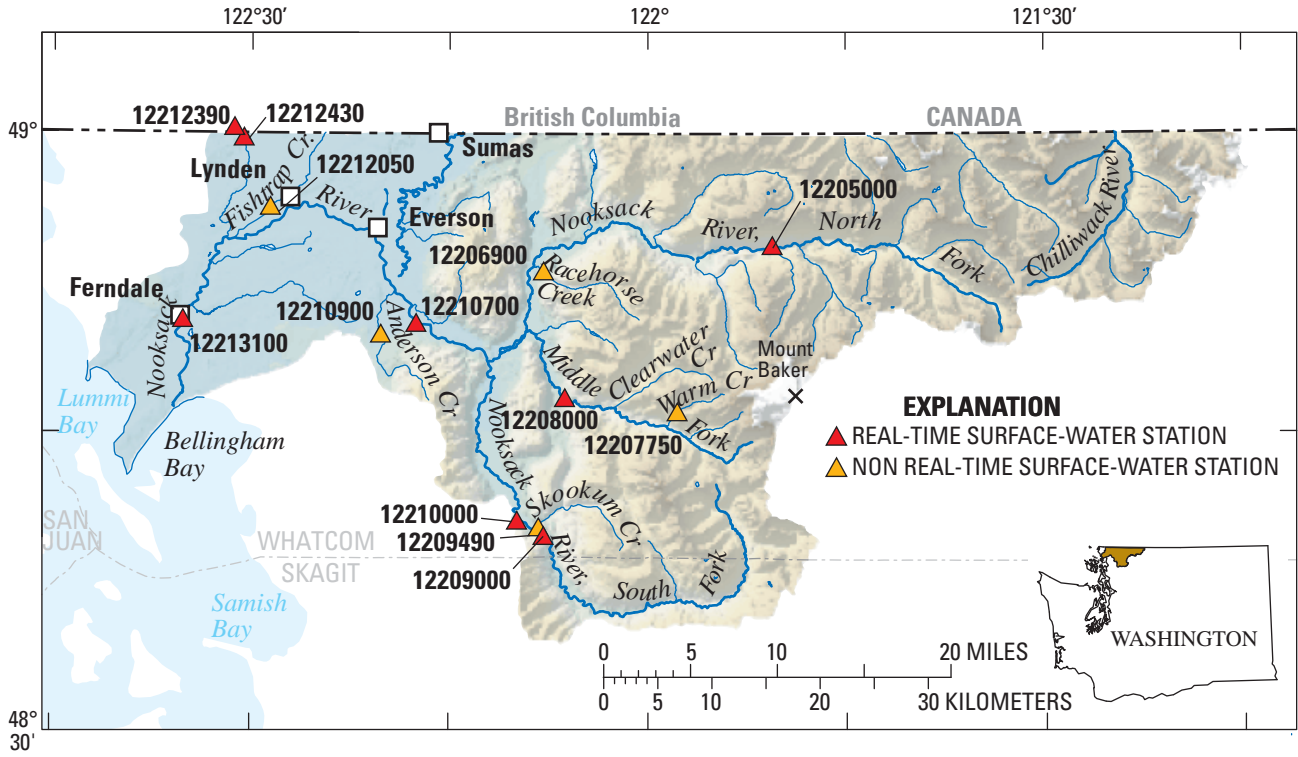 122°30'
122°
121°30'
49°
British Columbia
CANADA
12212390
12212430
Sumas
Lynden
Fishtrap Cr.
12212050
River
Everson
12205000
Nooksack
River,
North
Fork
Chilliwack River
12206900
Racehorse
Creek
Ferndale
12210900
12210700
12213100
Nooksack
Anderson Cr
Middle
Clearwater
Cr
Mount
Baker
Warm Cr
Fork
12208000
12207750
Lummi
Bay
Bellingham
Bay
Nooksack
EXPLANATION
REAL-TIME SURFACE-WATER STATION
NON REAL-TIME SURFACE-WATER STATION
Skookum Cr
12210000
12209490
12209000
River,
South
Fork
SAN
JUAN
WHATCOM
SKAGIT
Samish
Bay
WASHINGTON
0 5 10 20 MILES
0 5 10 20 30 KILOMETERS
48°
30'